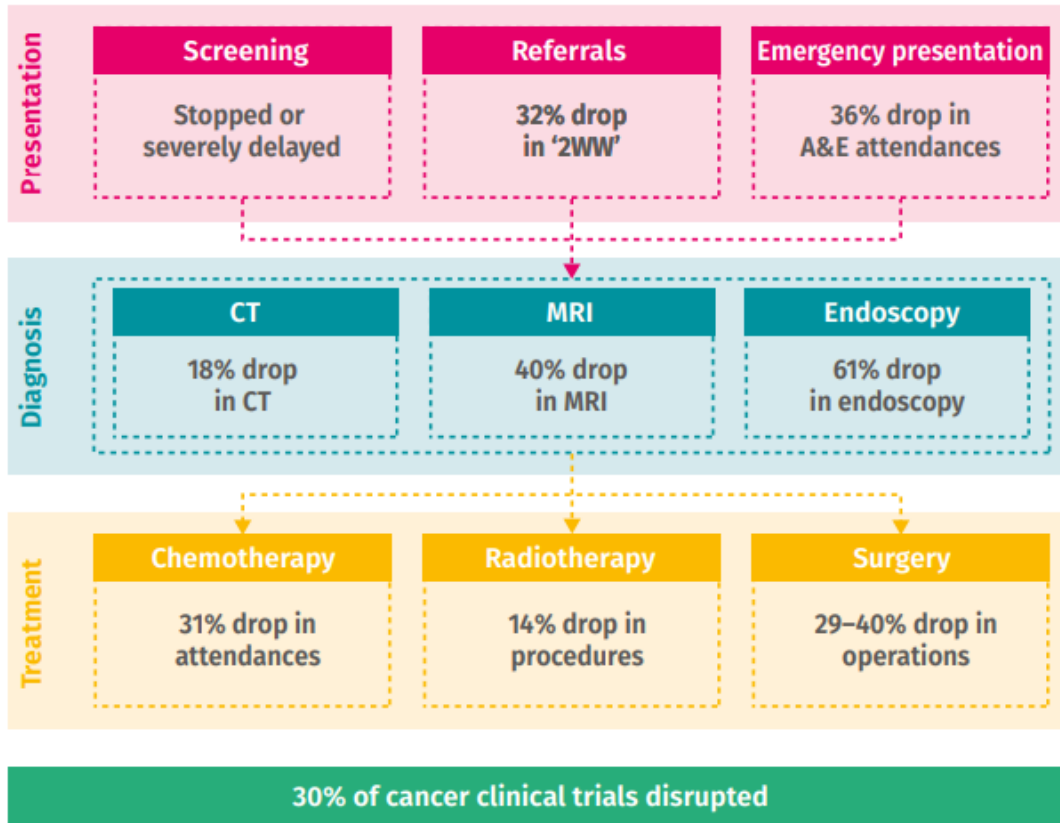 Presentation
Screening
Stopped or
severely delayed
Referrals
32% drop
in ‘2WW’
Emergency presentation
36% drop in
A&E attendances
Diagnosis
CT
18% drop
in CT
MRI
40% drop
in MRI
Endoscopy
61% drop
in endoscopy
Treatment
Chemotherapy
31% drop in
attendances
Radiotherapy
14% drop in
procedures
Surgery
29–40% drop in
operations
30% of cancer clinical trials disrupted